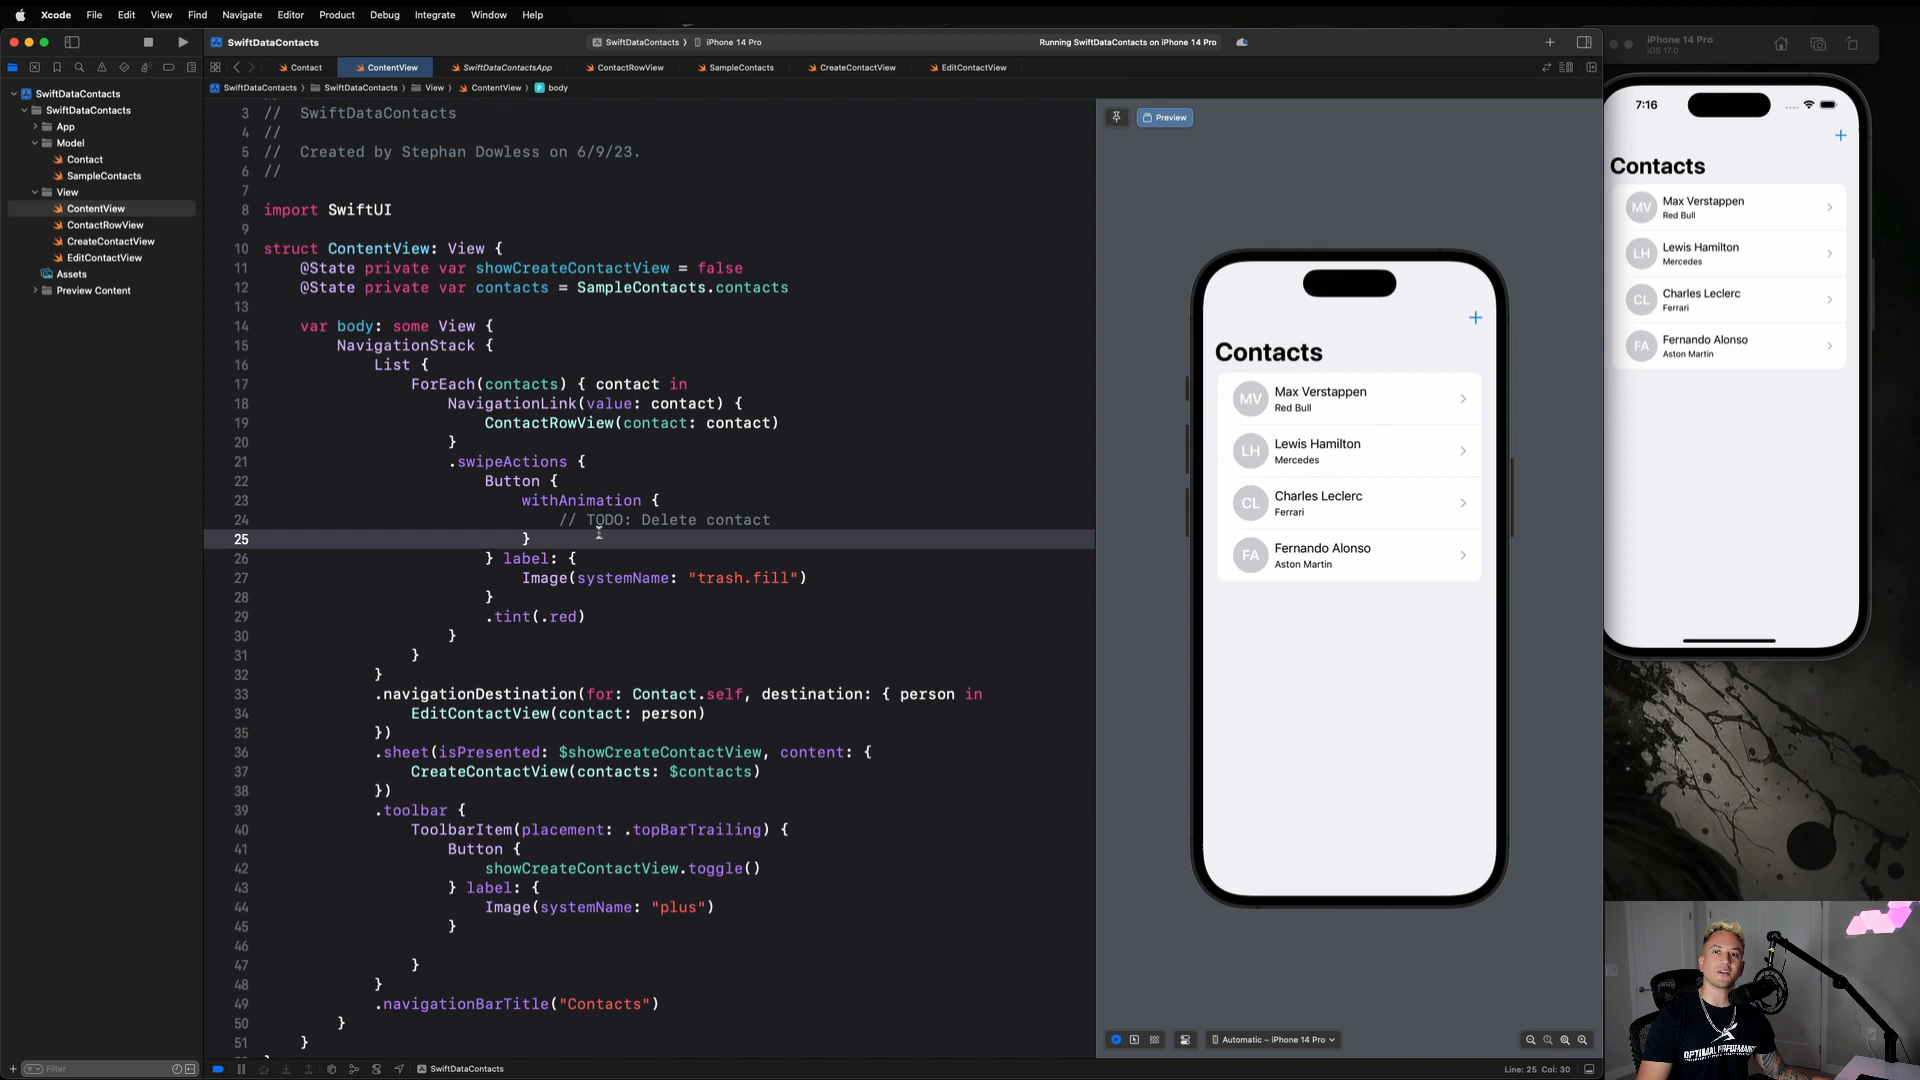 Xcode File Edit View Find Navigate Editor Product Debug Integrate Window Help
SwiftDataContacts
SwiftDataContacts
iPhone 14 Pro
Running SwiftDataContacts on iPhone 14 Pro
iPhone 14 Pro
iOS 17.0
Contact
ContentView
SwiftDataContactsApp
ContactRowView
SampleContacts
CreateContactView
EditContactView
SwiftDataContacts
SwiftDataContacts
View
ContentView
body
SwiftDataContacts
SwiftDataContacts
App
Model
Contact
SampleContacts
View
ContentView
ContactRowView
CreateContactView
EditContactView
Assets
Preview Content
3 // SwiftDataContacts
4 //
5 // Created by Stephan Dowless on 6/9/23.
6 //
7
8 import SwiftUI
9
10 struct ContentView: View {
11 @State private var showCreateContactView = false
12 @State private var contacts = SampleContacts.contacts
13
14 var body: some View {
15 NavigationStack {
16 List {
17 ForEach(contacts) { contact in
18 NavigationLink(value: contact) {
19 ContactRowView(contact: contact)
20 }
21 .swipeActions {
22 Button {
23 withAnimation {
24 // TODO: Delete contact
25 }
26 } label: {
27 Image(systemName: "trash.fill")
28 }
29 .tint(.red)
30 }
31 }
32 }
33 .navigationDestination(for: Contact.self, destination: { person in
34 EditContactView(contact: person)
35 })
36 .sheet(isPresented: $showCreateContactView, content: {
37 CreateContactView(contacts: $contacts)
38 })
39 .toolbar {
40 ToolbarItem(placement: .topBarTrailing) {
41 Button {
42 showCreateContactView.toggle()
43 } label: {
44 Image(systemName: "plus")
45 }
46
47 }
48 }
49 .navigationBarTitle("Contacts")
50 }
51 }
Preview
Contacts
MV Max Verstappen
Red Bull
LH Lewis Hamilton
Mercedes
CL Charles Leclerc
Ferrari
FA Fernando Alonso
Aston Martin
7:16
Contacts
MV Max Verstappen
Red Bull
LH Lewis Hamilton
Mercedes
CL Charles Leclerc
Ferrari
FA Fernando Alonso
Aston Martin
Automatic – iPhone 14 Pro
Filter
SwiftDataContacts
Line: 25 Col: 30
OPTIMAL PERFORMANCE